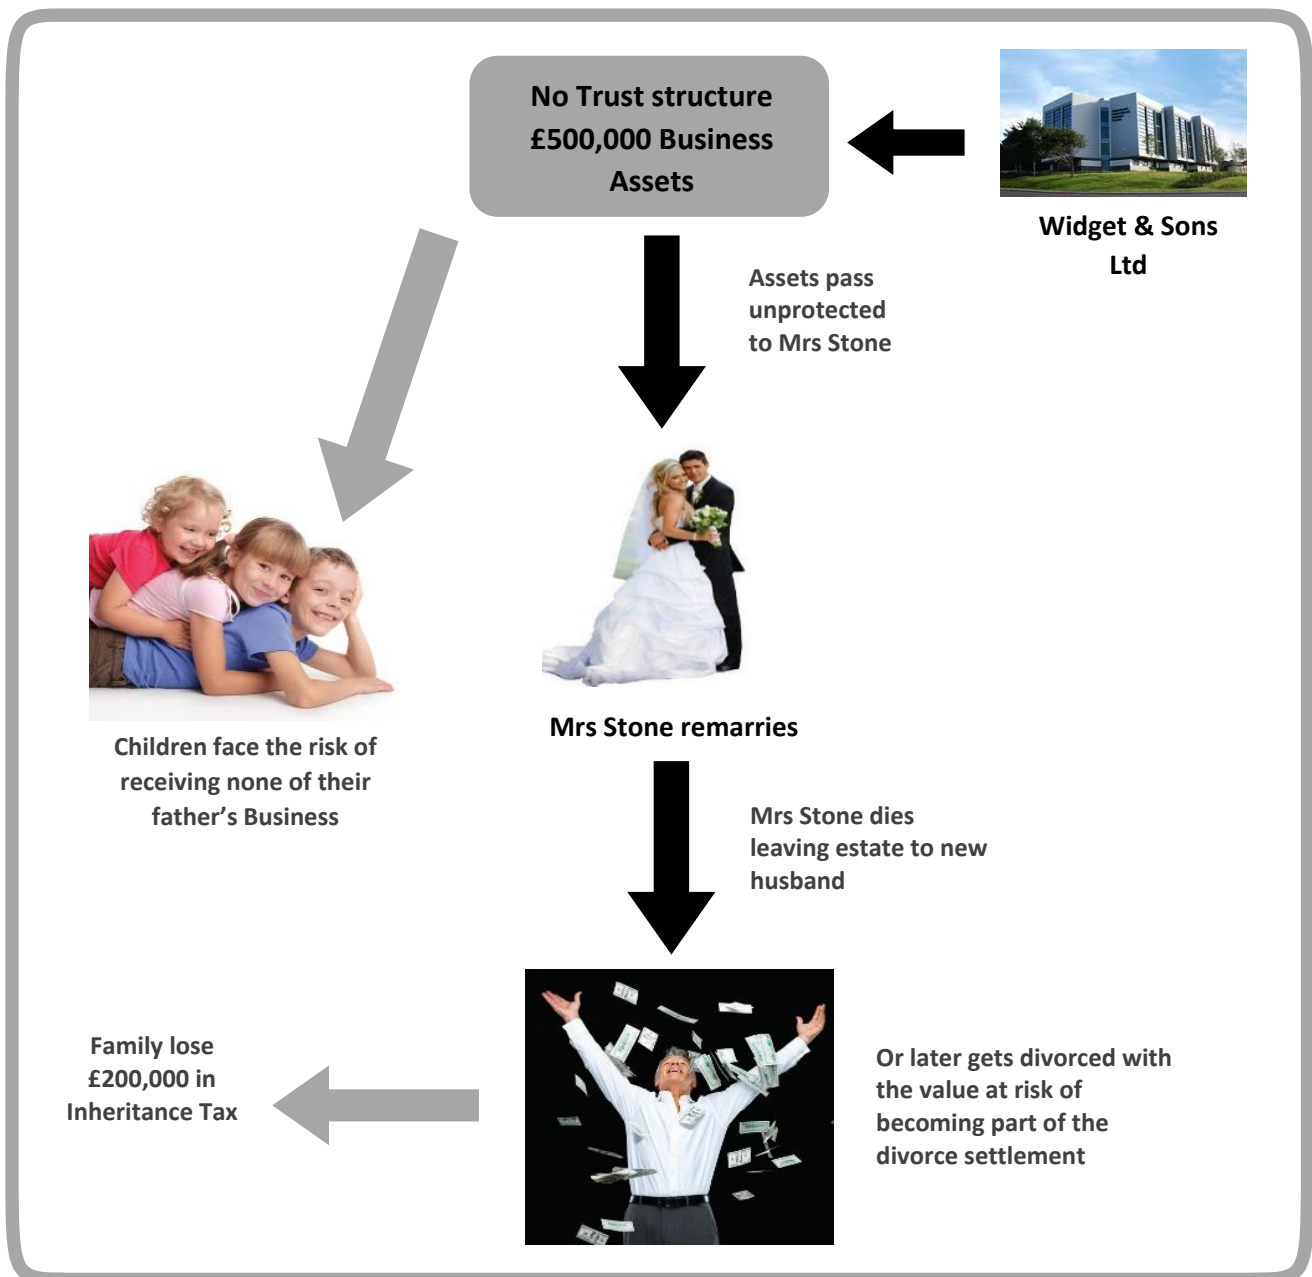 No Trust structure
£500,000 Business
Assets
Widget & Sons
Ltd
Assets pass
unprotected
to Mrs Stone
Children face the risk of
receiving none of their
father’s Business
Mrs Stone remarries
Mrs Stone dies
leaving estate to new
husband
Family lose
£200,000 in
Inheritance Tax
Or later gets divorced with
the value at risk of
becoming part of the
divorce settlement